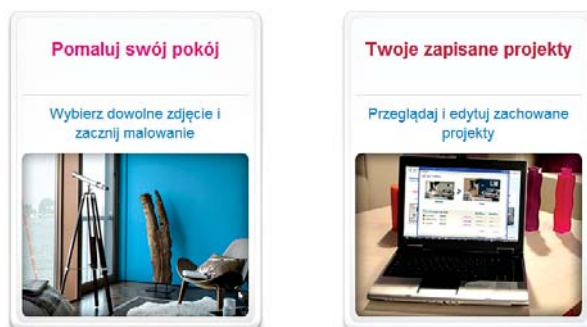 Pomaluj swój pokój
Wybierz dowolne zdjęcie i
zacznij malowanie
Twoje zapisane projekty
Przeglądaj i edytuj zachowane
projekty